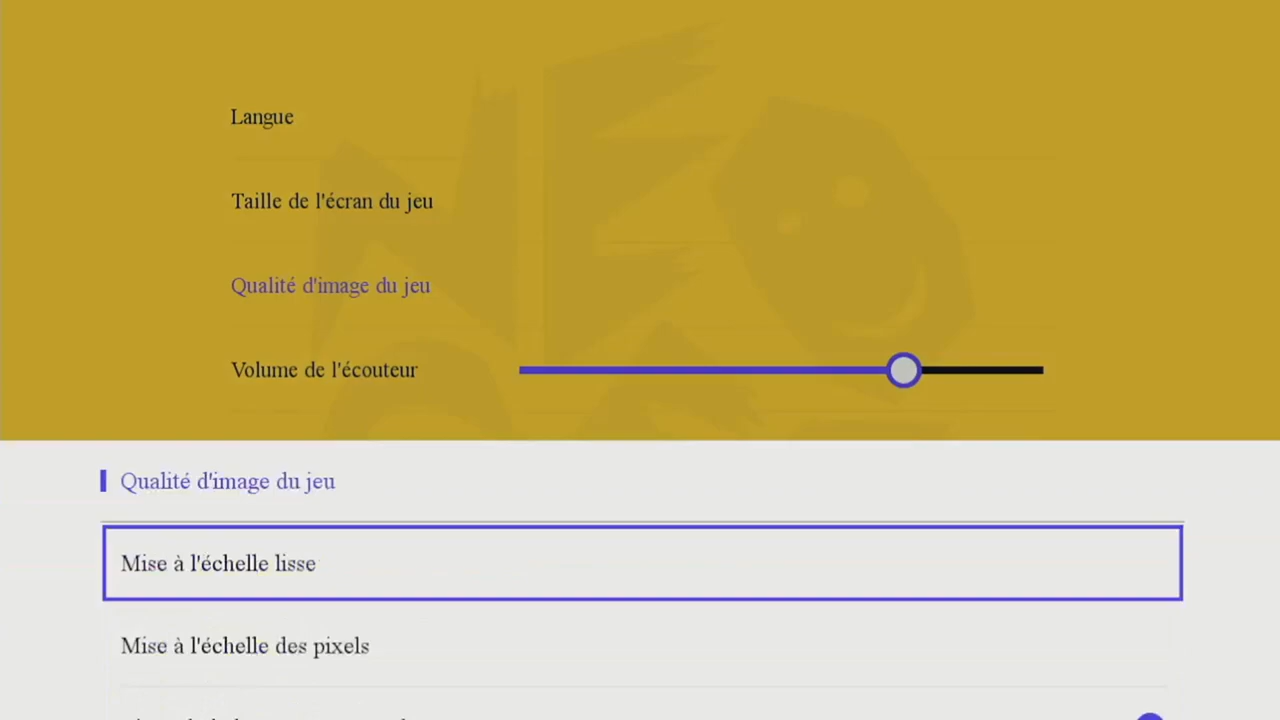 Langue
Taille de l'écran du jeu
Qualité d'image du jeu
Volume de l'écouteur
Qualité d'image du jeu
Mise à l'échelle lisse
Mise à l'échelle des pixels